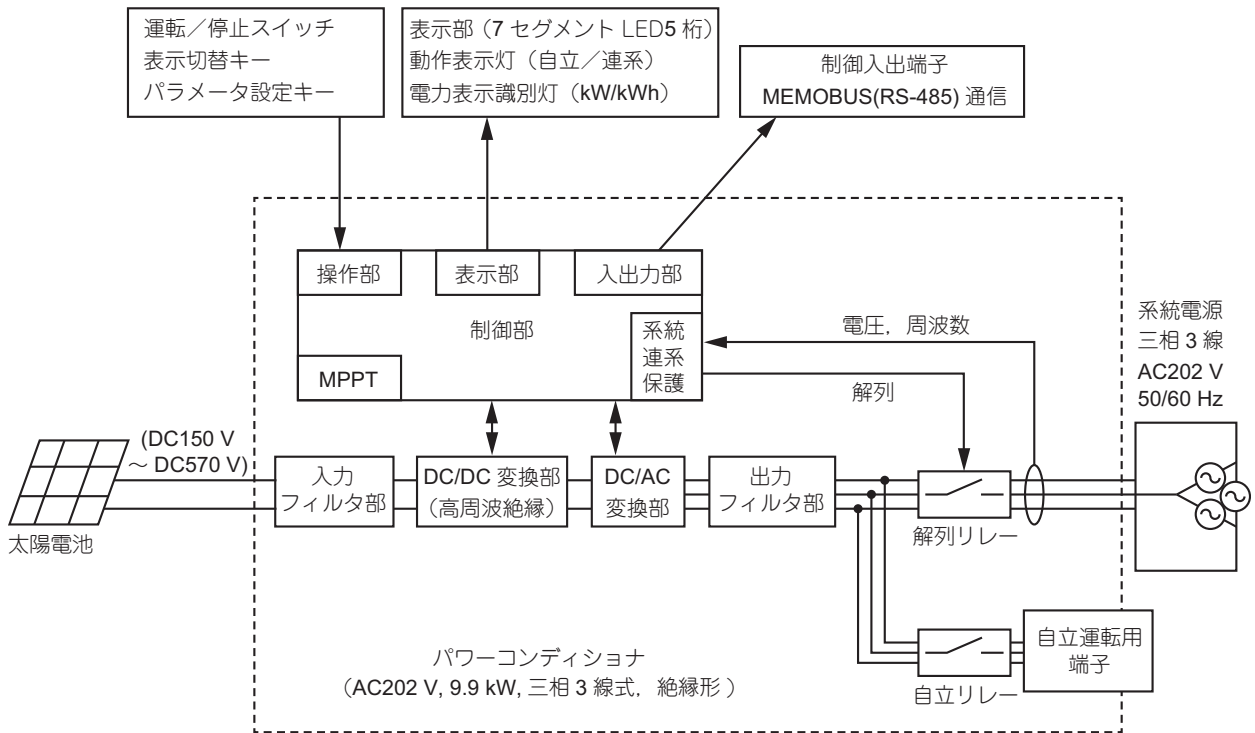 運転／停止スイッチ
表示切替キー
パラメータ設定キー
表示部（7 セグメント LED5 桁）
動作表示灯（自立／連系）
電力表示識別灯（kW/kWh）
制御入出端子
MEMOBUS(RS-485) 通信
操作部
表示部
入出力部
制御部
系統
連系
保護
MPPT
電圧，周波数
解列
系統電源
三相 3 線
AC202 V
50/60 Hz
(DC150 V
～ DC570 V)
太陽電池
入力
フィルタ部
DC/DC 変換部
（高周波絶縁）
DC/AC
変換部
出力
フィルタ部
解列リレー
自立リレー
自立運転用
端子
パワーコンディショナ
（AC202 V, 9.9 kW, 三相 3 線式，絶縁形 ）